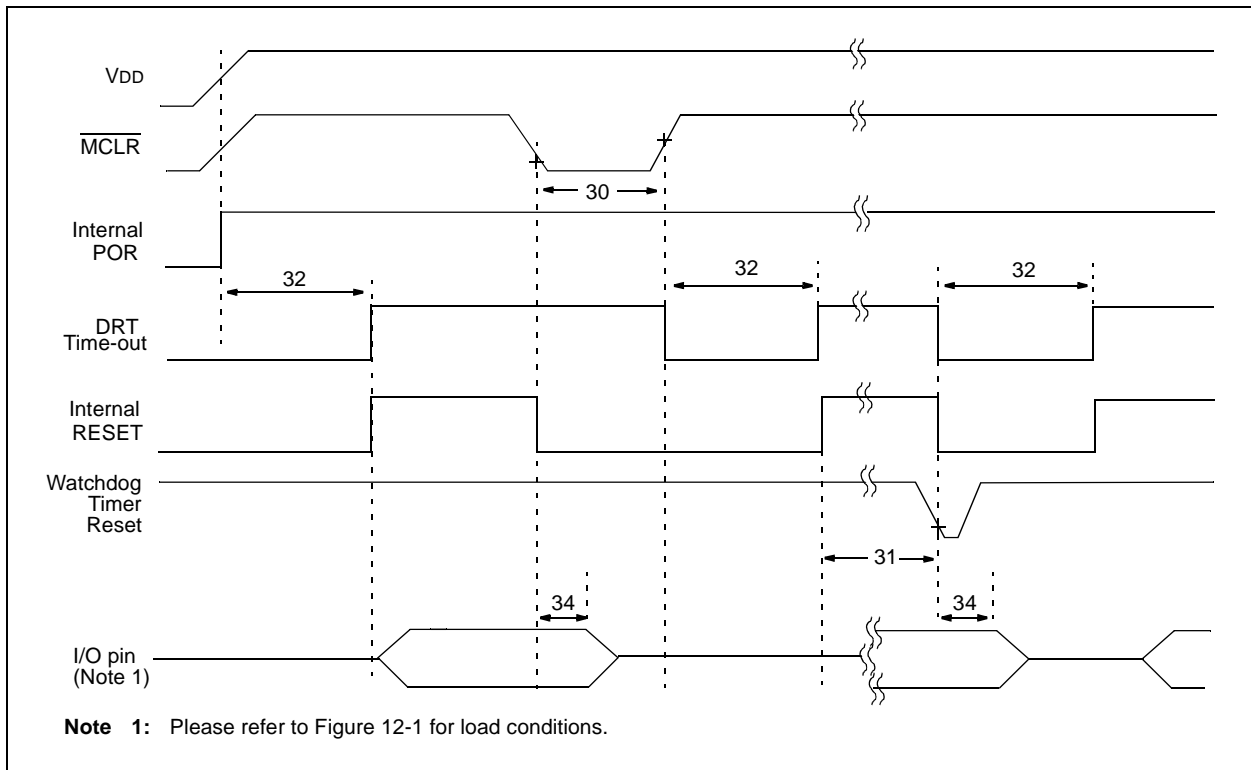 VDD
MCLR
30
Internal
POR
32
32
32
DRT
Time-out
Internal
RESET
Watchdog
Timer
Reset
31
34
34
I/O pin
(Note 1)
Note 1: Please refer to Figure 12-1 for load conditions.